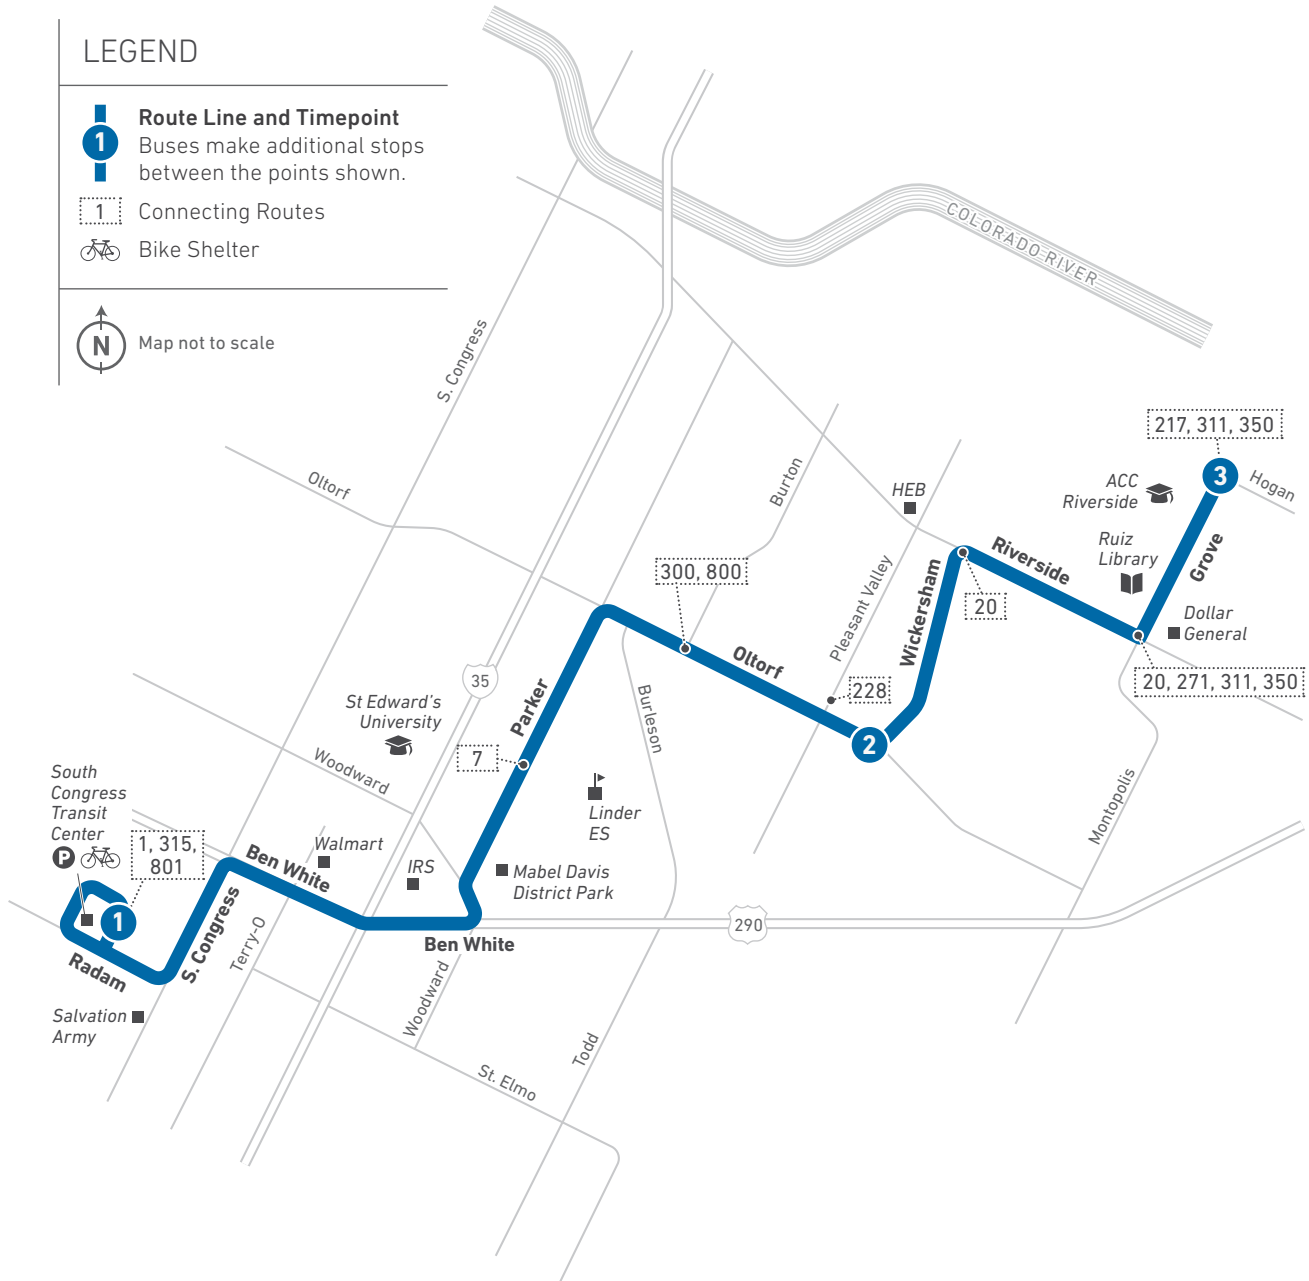 LEGEND
Route Line and Timepoint
1
Buses make additional stops
between the points shown.
1
Connecting Routes
Bike Shelter
N
Map not to scale
COLORADO RIVER
S. Congress
217, 311, 350
3
Hogan
ACC
Riverside
HEB
Burton
Oltorf
Ruiz
Library
Grove
Riverside
300, 800
20
Dollar
General
Wickersham
Pleasant Valley
Oltorf
20, 271, 311, 350
228
2
35
Parker
Burleson
St Edward's
University
7
Woodward
Linder
ES
Montopolis
South
Congress
Transit
Center
P
1, 315,
801
Walmart
Ben White
IRS
Mabel Davis
District Park
1
S. Congress
Terry-O
Ben White
290
Radam
Woodward
Salvation
Army
Todd
St. Elmo